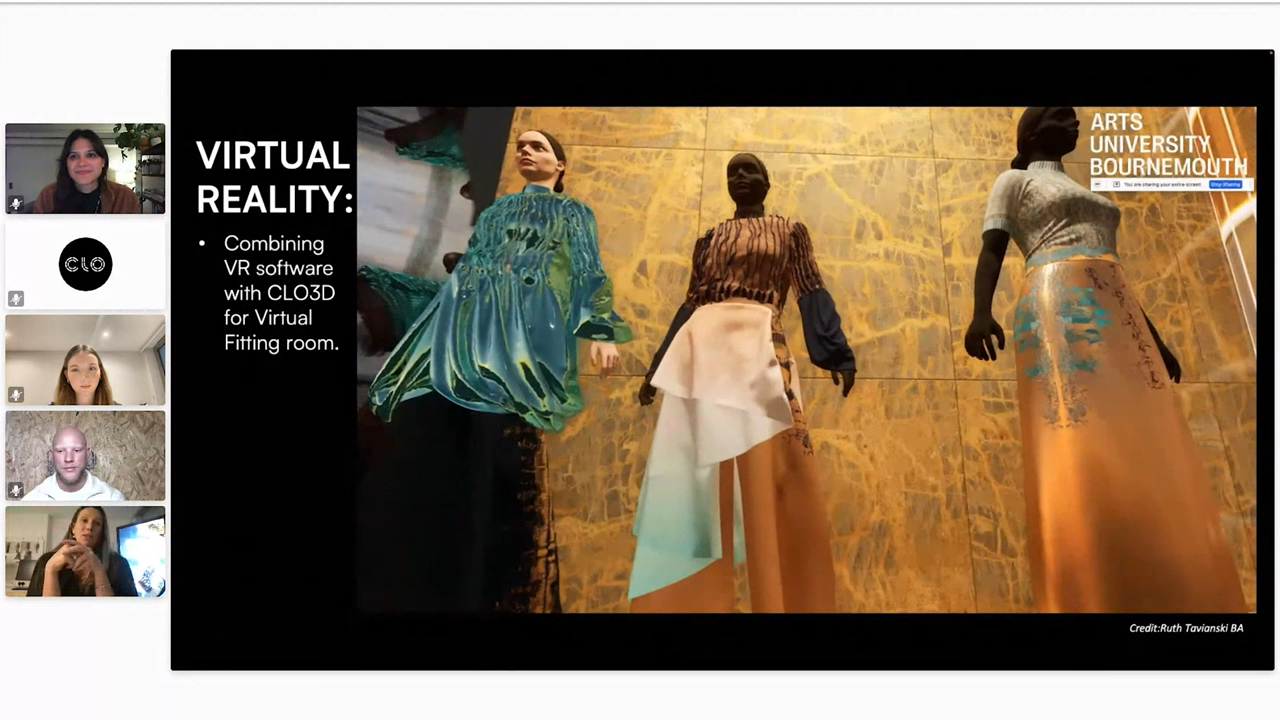 CLO
VIRTUAL
REALITY:
• Combining
VR software
with CLO3D
for Virtual
Fitting room.
ARTS
UNIVERSITY
BOURNEMOUTH
You are sharing your entire screen! Stop Sharing
Credit:Ruth Tavianski BA